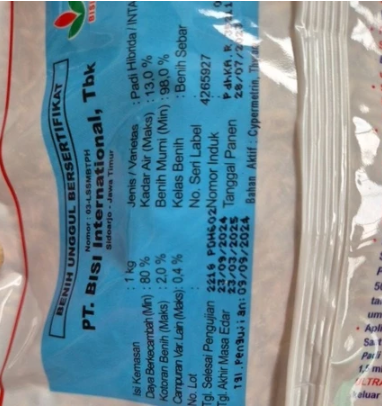 BISI
BENIH UNGGUL BERSERTIFIKAT
Nomor : 03-LSSMBTPH
PT. BISI International, Tbk
Sidoarjo - Jawa Timur
Isi Kemasan : 1 kg Jenis / Varietas : Padi Hibrida / INTA
Daya Berkecambah (Min) : 80 % Kadar Air (Maks) : 13,0 %
Kotoran Benih (Maks) : 2,0 % Benih Murni (Min) : 98,0 %
Campuran Var. Lain (Maks) : 0,4 % Kelas Benih : Benih Sebar
No. Lot No. Seri Label 4265927
Tgl. Selesai Pengujian 23/09/2024 Nomor Induk
Tgl. Akhir Masa Edar 23/03/2025 Tanggal Panen 28/07/
Tgl. Pengujian: 09/09/2024 Bahan Aktif : Cypermetrin,